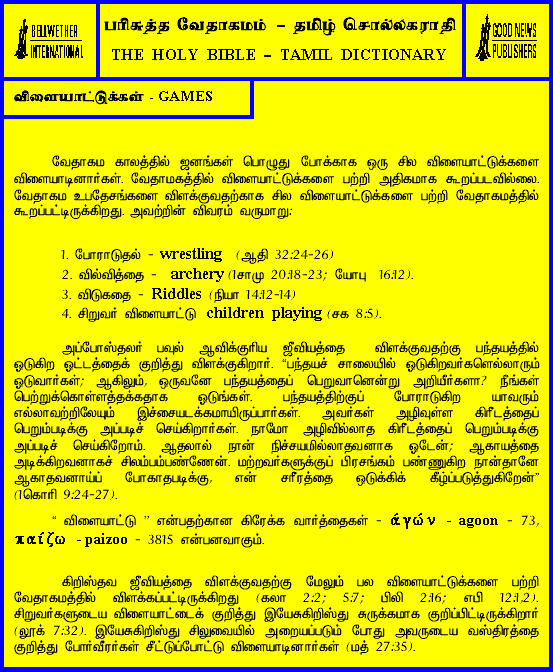 BELLWETHER
INTERNATIONAL
பரிசுத்த வேதாகமம் – தமிழ் சொல்லகராதி
THE HOLY BIBLE – TAMIL DICTIONARY
GOOD NEWS
PUBLISHERS
விளையாட்டுக்கள் - GAMES
வேதாகம காலத்தில் ஜனங்கள் பொழுது போக்காக ஒரு சில விளையாட்டுக்களை
விளையாடினார்கள். வேதாமகத்தில் விளையாட்டுக்களை பற்றி அதிகமாக கூறப்படவில்லை.
வேதாகம உபதேசங்களை விளக்குவதற்காக சில விளையாட்டுக்களை பற்றி வேதாகமத்தில்
கூறப்பட்டிருக்கிறது. அவற்றின் விவரம் வருமாறு:
1. போராடுதல் - wrestling (ஆதி 32:24-26)
2. வில்வித்தை - archery (1சாமு 20:18-23; யோபு 16:12).
3. விடுகதை - Riddles (நியா 14:12-14)
4. சிறுவர் விளையாட்டு children playing (சக 8:5).
அப்போஸ்தலர் பவுல் ஆவிக்குரிய ஜீவியத்தை விளக்குவதற்கு பந்தயத்தில்
ஓடுகிற ஓட்டத்தைக் குறித்து விளக்குகிறார். “பந்தயச் சாலையில் ஓடுகிறவர்களெல்லாரும்
ஓடுவார்கள்; ஆகிலும், ஒருவனே பந்தயத்தைப் பெறுவானென்று அறியீர்களா? நீங்கள்
பெற்றுக்கொள்ளத்தக்கதாக ஓடுங்கள். பந்தயத்திற்குப் போராடுகிற யாவரும்
எல்லாவற்றிலேயும் இச்சையடக்கமாயிருப்பார்கள். அவர்கள் அழிவுள்ள கிரீடத்தைப்
பெறும்படிக்கு அப்படிச் செய்கிறார்கள். நாமோ அழிவில்லாத கிரீடத்தைப் பெறும்படிக்கு
அப்படிச் செய்கிறோம். ஆதலால் நான் நிச்சயமில்லாதவனாக ஓடேன்; ஆகாயத்தை
அடிக்கிறவனாகச் சிலம்பம்பண்ணேன். மற்றவர்களுக்குப் பிரசங்கம் பண்ணுகிற நான்தானே
ஆகாதவனாய்ப் போகாதபடிக்கு, என் சரீரத்தை ஒடுக்கிக் கீழ்ப்படுத்துகிறேன்”
(1கொரி 9:24-27).
“ விளையாட்டு ” என்பதற்கான கிரேக்க வார்த்தைகள் - ἀγών - agoon - 73,
παίζω - paizoo - 3815 என்பனவாகும்.
கிறிஸ்தவ ஜீவியத்தை விளக்குவதற்கு மேலும் பல விளையாட்டுக்களை பற்றி
வேதாகமத்தில் விளக்கப்பட்டிருக்கிறது (கலா 2:2; 5:7; பிலி 2:16; எபி 12:1,2).
சிறுவர்களுடைய விளையாட்டைக் குறித்து இயேசுகிறிஸ்து சுருக்கமாக குறிப்பிட்டிருக்கிறார்
(லூக் 7:32). இயேசுகிறிஸ்து சிலுவையில் அறையப்படும் போது அவருடைய வஸ்திரத்தை
குறித்து போர்வீரர்கள் சீட்டுப்போட்டு விளையாடினார்கள் (மத் 27:35).